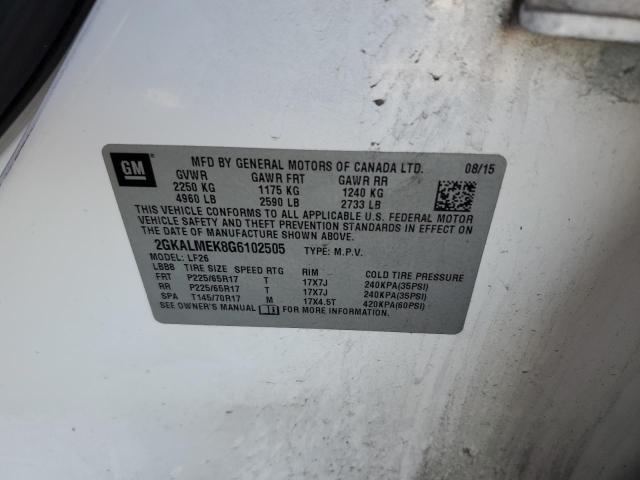 GM MFD BY GENERAL MOTORS OF CANADA LTD. 08/15
GVWR GAWR FRT GAWR RR
2250 KG 1175 KG 1240 KG
4960 LB 2590 LB 2733 LB
THIS VEHICLE CONFORMS TO ALL APPLICABLE U.S. FEDERAL MOTOR
VEHICLE SAFETY AND THEFT PREVENTION STANDARDS IN EFFECT ON
THE DATE OF MANUFACTURE SHOWN ABOVE.
2GKALMEK8G6102505 TYPE: M.P.V.
MODEL: LF26
LBBB TIRE SIZE SPEED RTG RIM COLD TIRE PRESSURE
FRT P225/65R17 T 17X7J 240KPA(35PSI)
RR P225/65R17 T 17X7J 240KPA(35PSI)
SPA T145/70R17 M 17X4.5T 420KPA(60PSI)
SEE OWNER'S MANUAL FOR MORE INFORMATION.